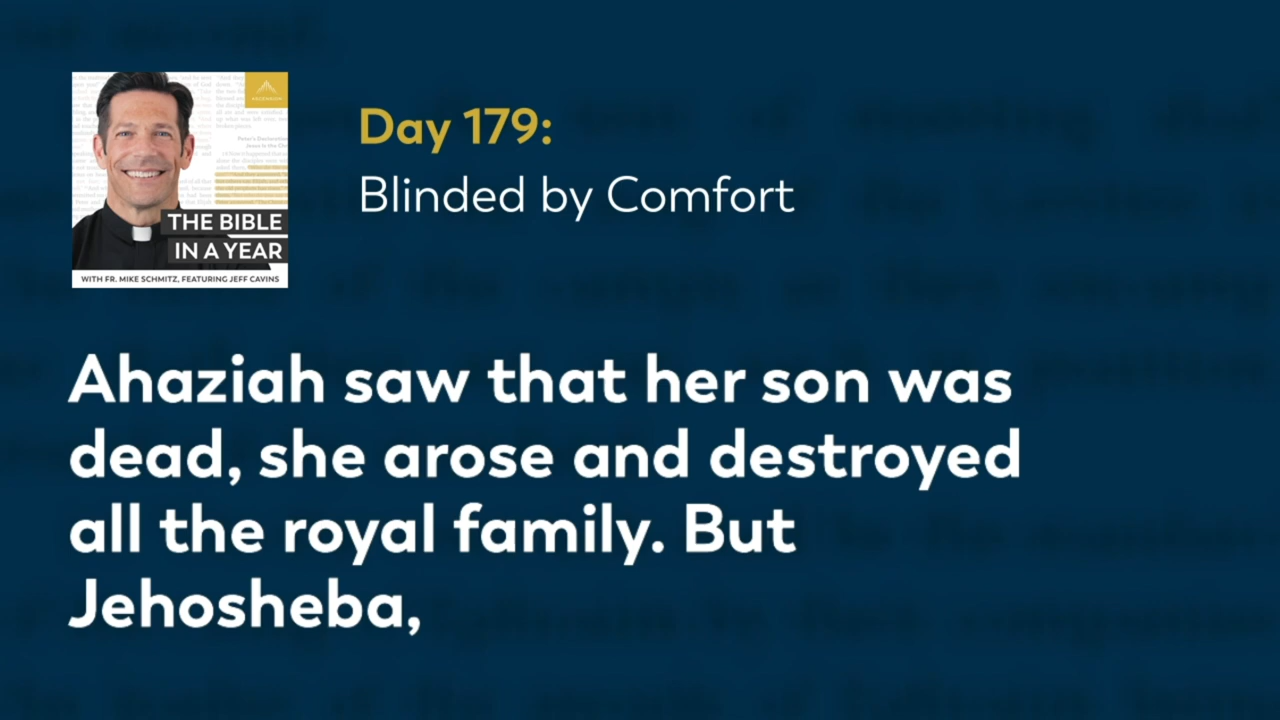 ASCENSION
THE BIBLE
IN A YEAR
WITH FR. MIKE SCHMITZ, FEATURING JEFF CAVINS
Day 179:
Blinded by Comfort
Ahaziah saw that her son was
dead, she arose and destroyed
all the royal family. But
Jehosheba,